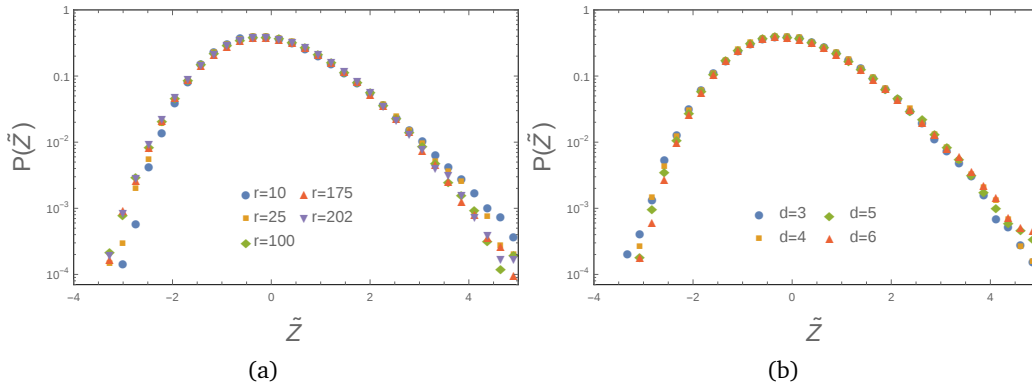 1
0.1
10⁻²
10⁻³
10⁻⁴
P(Z̃)
r=10 r=175
r=25 r=202
r=100
−4 −2 0 2 4
Z̃
(a)
1
0.1
10⁻²
10⁻³
10⁻⁴
P(Z̃)
d=3 d=5
d=4 d=6
−4 −2 0 2 4
Z̃
(b)